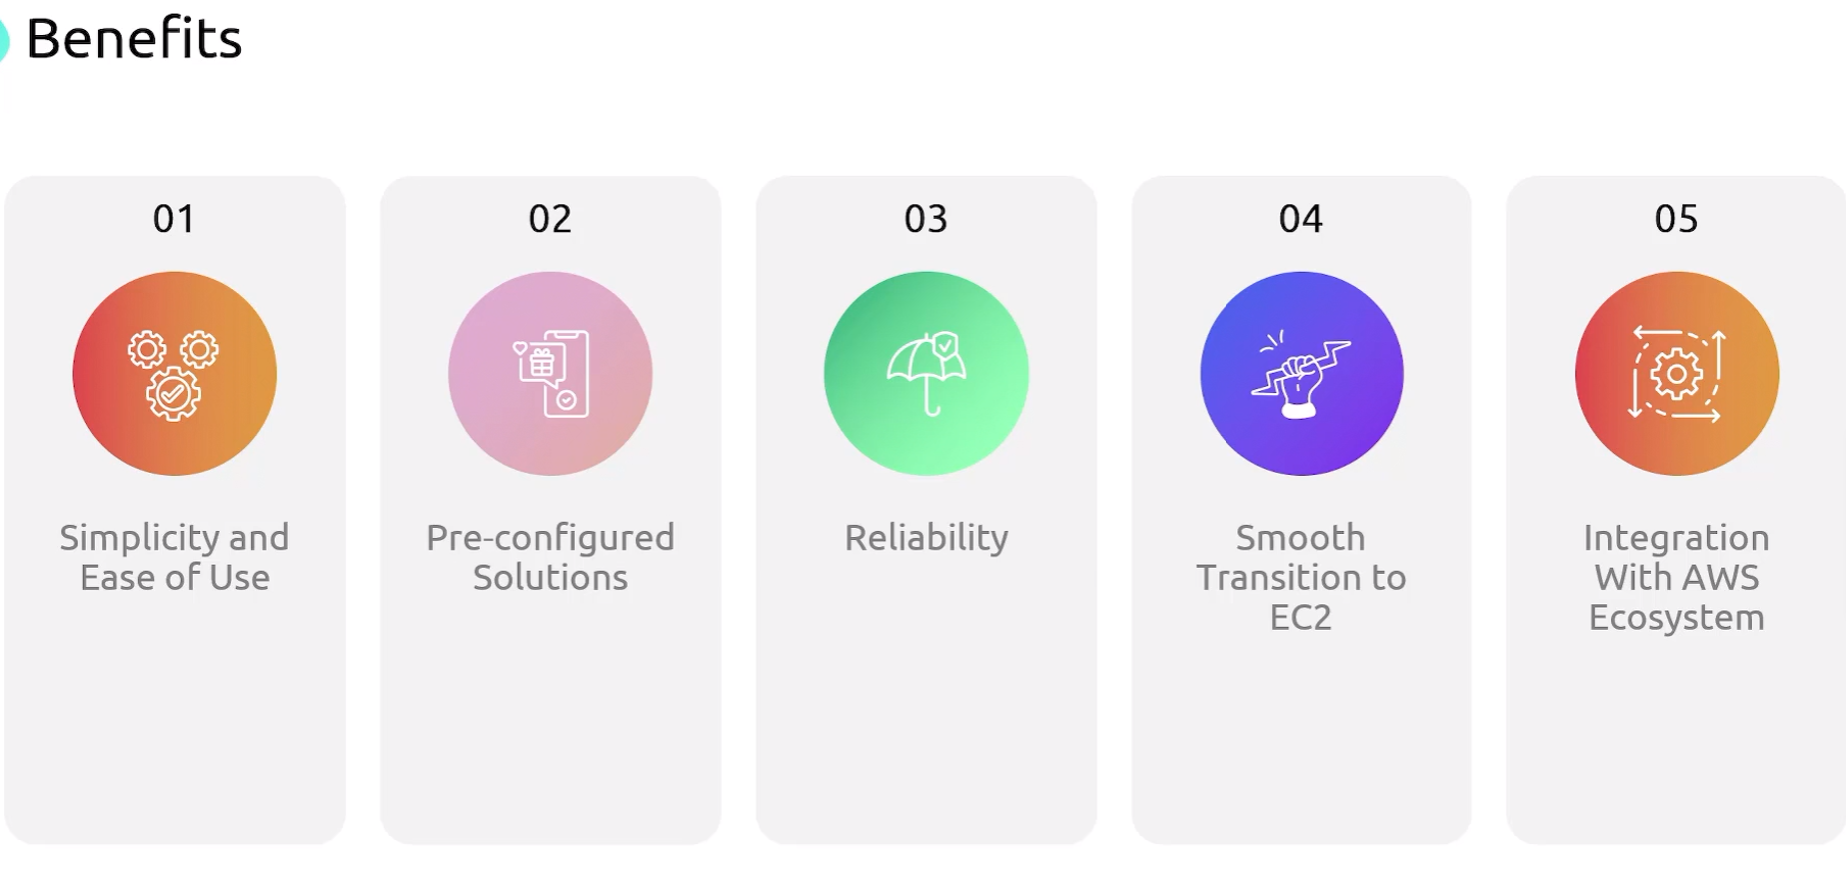 Benefits
01
Simplicity and
Ease of Use
02
Pre-configured
Solutions
03
Reliability
04
Smooth
Transition to
EC2
05
Integration
With AWS
Ecosystem